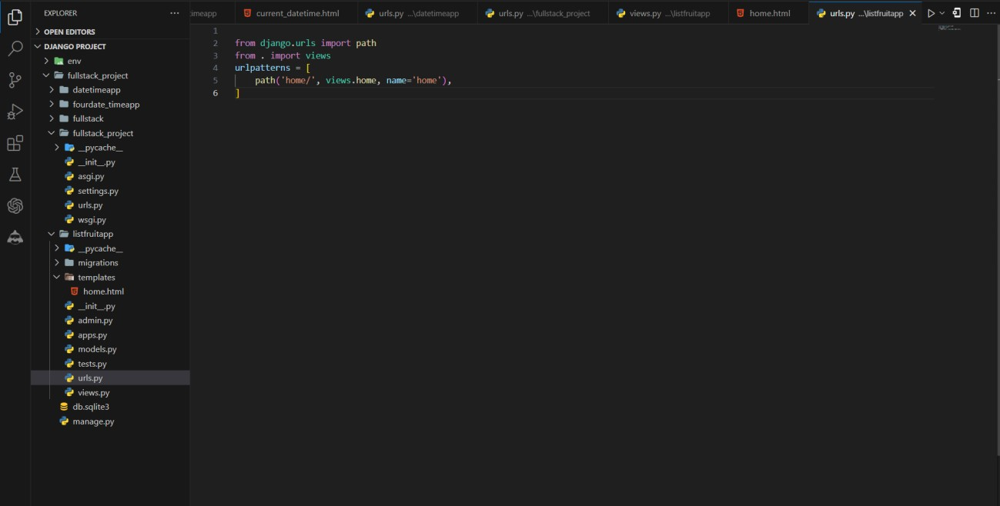 EXPLORER
OPEN EDITORS
DJANGO PROJECT
env
fullstack_project
datetimeapp
fourdate_timeapp
fullstack
fullstack_project
__pycache__
__init__.py
asgi.py
settings.py
urls.py
wsgi.py
listfruitapp
__pycache__
migrations
templates
home.html
__init__.py
admin.py
apps.py
models.py
tests.py
urls.py
views.py
db.sqlite3
manage.py
timeapp current_datetime.html urls.py ...\datetimeapp urls.py ...\fullstack_project views.py ...\listfruitapp home.html urls.py ...\listfruitapp
1
2 from django.urls import path
3 from . import views
4 urlpatterns = [
5     path('home/', views.home, name='home'),
6 ]